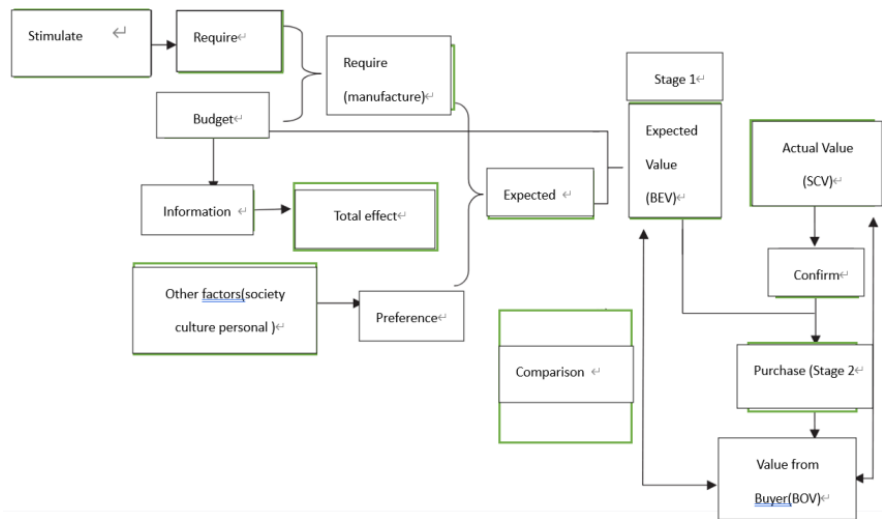 Stimulate
Require
Require
(manufacture)
Stage 1
Budget
Expected
Value
(BEV)
Actual Value
(SCV)
Information
Total effect
Expected
Confirm
Other factors(society
culture personal )
Preference
Comparison
Purchase (Stage 2
Value from
Buyer(BOV)